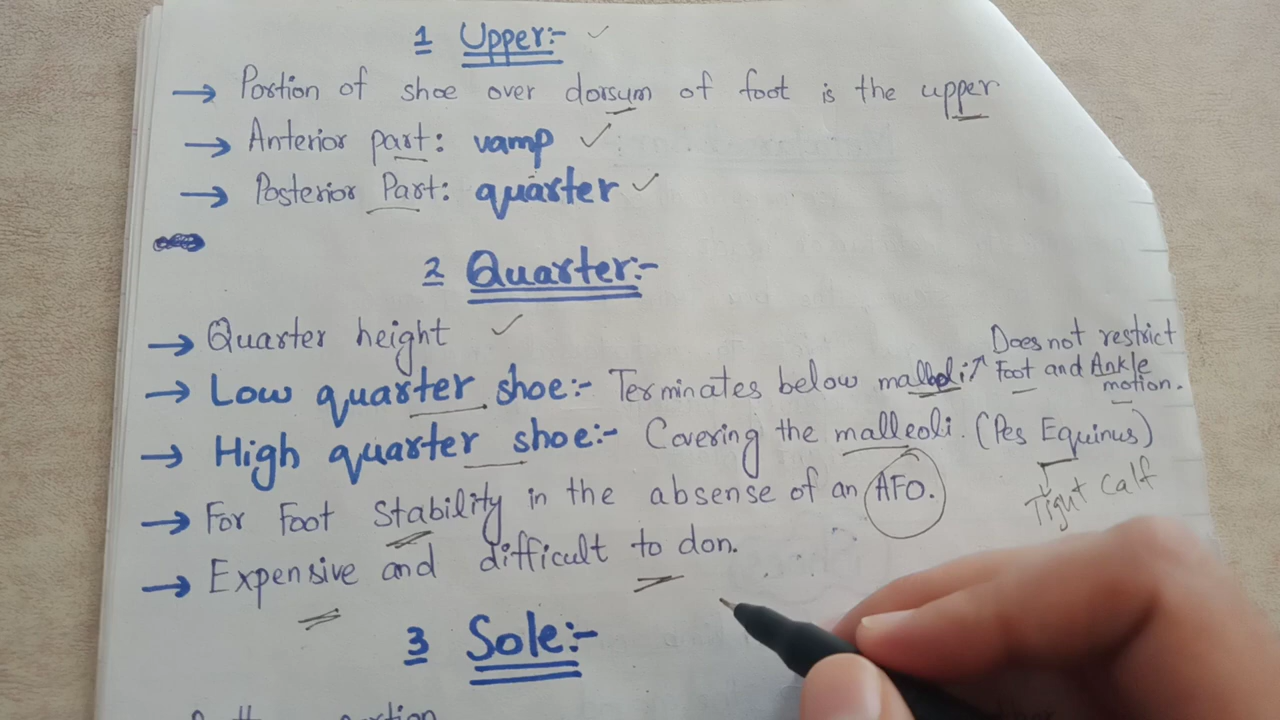 1 Upper:-
→ Portion of shoe over dorsum of foot is the upper
→ Anterior part: vamp
→ Posterior Part: quarter
2 Quarter:-
→ Quarter height
Does not restrict
→ Low quarter shoe:- Terminates below malleoli ↗ Foot and Ankle
motion.
→ High quarter shoe:- Covering the malleoli. (Pes Equinus)
Tight calf
→ For Foot stability in the absense of an AFO.
→ Expensive and difficult to don.
3 Sole:-
portion